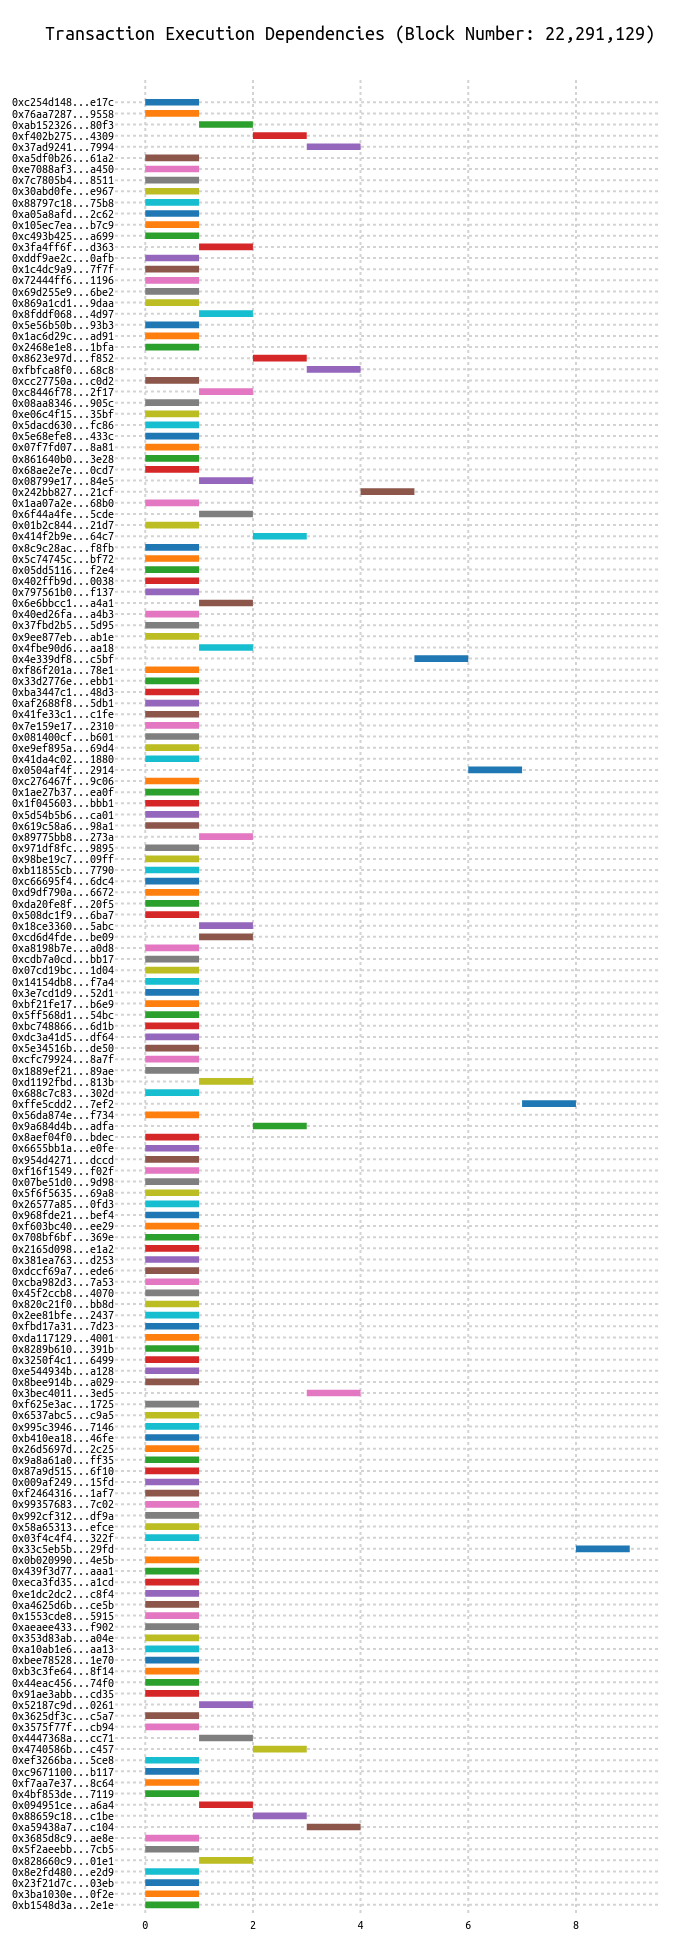 Transaction Execution Dependencies (Block Number: 22,291,129)
0xc254d148...e17c
0x76aa7287...9558
0xab152326...80f3
0xf402b275...4309
0x37ad9241...7994
0xa5df0b26...61a2
0xe7088af3...a450
0x7c7805b4...8511
0x30abd0fe...e967
0x88797c18...75b8
0xa05a8afd...2c62
0x105ec7ea...b7c9
0xc493b425...a699
0x3fa4ff6f...d363
0xddf9ae2c...0afb
0x1c4dc9a9...7f7f
0x72444ff6...1196
0x69d255e9...6be2
0x869a1cd1...9daa
0x8fddf068...4d97
0x5e56b50b...93b3
0x1ac6d29c...ad91
0x2468e1e8...1bfa
0x8623e97d...f852
0xfbfca8f0...68c8
0xcc27750a...c0d2
0xc8446f78...2f17
0x08aa8346...905c
0xe06c4f15...35bf
0x5dacd630...fc86
0x5e68efe8...433c
0x07f7fd07...8a81
0x861640b0...3e28
0x68ae2e7e...0cd7
0x08799e17...84e5
0x242bb827...21cf
0x1aa07a2e...68b0
0x6f44a4fe...5cde
0x01b2c844...21d7
0x414f2b9e...64c7
0x8c9c28ac...f8fb
0x5c74745c...bf72
0x05dd5116...f2e4
0x402ffb9d...0038
0x797561b0...f137
0x6e6bbcc1...a4a1
0x40ed26fa...a4b3
0x37fbd2b5...5d95
0x9ee877eb...ab1e
0x4fbe90d6...aa18
0x4e339df8...c5bf
0xf86f201a...78e1
0x33d2776e...ebb1
0xba3447c1...48d3
0xaf2688f8...5db1
0x41fe33c1...c1fe
0x7e159e17...2310
0x081400cf...b601
0xe9ef895a...69d4
0x41da4c02...1880
0x0504af4f...2914
0xc276467f...9c06
0x1ae27b37...ea0f
0x1f045603...bbb1
0x5d54b5b6...ca01
0x619c58a6...98a1
0x89775bb8...273a
0x971df8fc...9895
0x98be19c7...09ff
0xb11855cb...7790
0xc66695f4...6dc4
0xd9df790a...6672
0xda20fe8f...20f5
0x508dc1f9...6ba7
0x18ce3360...5abc
0xcd6d4fde...be09
0xa8198b7e...a0d8
0xcdb7a0cd...bb17
0x07cd19bc...1d04
0x14154db8...f7a4
0x3e7cd1d9...52d1
0xbf21fe17...b6e9
0x5ff568d1...54bc
0xbc748866...6d1b
0xdc3a41d5...df64
0x5e34516b...de50
0xcfc79924...8a7f
0x1889ef21...89ae
0xd1192fbd...813b
0x688c7c83...302d
0xffe5cdd2...7ef2
0x56da874e...f734
0x9a684d4b...adfa
0x8aef04f0...bdec
0x6655bb1a...e0fe
0x954d4271...dccd
0xf16f1549...f02f
0x07be51d0...9d98
0x5f6f5635...69a8
0x26577a85...0fd3
0x968fde21...bef4
0xf603bc40...ee29
0x708bf6bf...369e
0x2165d098...e1a2
0x381ea763...d253
0xdccf69a7...ede6
0xcba982d3...7a53
0x45f2ccb8...4070
0x820c21f0...bb8d
0x2ee81bfe...2437
0xfbd17a31...7d23
0xda117129...4001
0x8289b610...391b
0x3250f4c1...6499
0xe544934b...a128
0x8bee914b...a029
0x3bec4011...3ed5
0xf625e3ac...1725
0x6537abc5...c9a5
0x995c3946...7146
0xb410ea18...46fe
0x26d5697d...2c25
0x9a8a61a0...ff35
0x87a9d515...6f10
0x009af249...15fd
0xf2464316...1af7
0x99357683...7c02
0x992cf312...df9a
0x58a65313...efce
0x03f4c4f4...322f
0x33c5eb5b...29fd
0x0b020990...4e5b
0x439f3d77...aaa1
0xeca3fd35...a1cd
0xe1dc2dc2...c8f4
0xa4625d6b...ce5b
0x1553cde8...5915
0xaeaee433...f902
0x353d83ab...a04e
0xa10ab1e6...aa13
0xbee78528...1e70
0xb3c3fe64...8f14
0x44eac456...74f0
0x91ae3abb...cd35
0x52187c9d...0261
0x3625df3c...c5a7
0x3575f77f...cb94
0x4447368a...cc71
0x4740586b...c457
0xef3266ba...5ce8
0xc9671100...b117
0xf7aa7e37...8c64
0x4bf853de...7119
0x094951ce...a6a4
0x88659c18...c1be
0xa59438a7...c104
0x3685d8c9...ae8e
0x5f2aeebb...7cb5
0x828660c9...01e1
0x8e2fd480...e2d9
0x23f21d7c...03eb
0x3ba1030e...0f2e
0xb1548d3a...2e1e
0 2 4 6 8